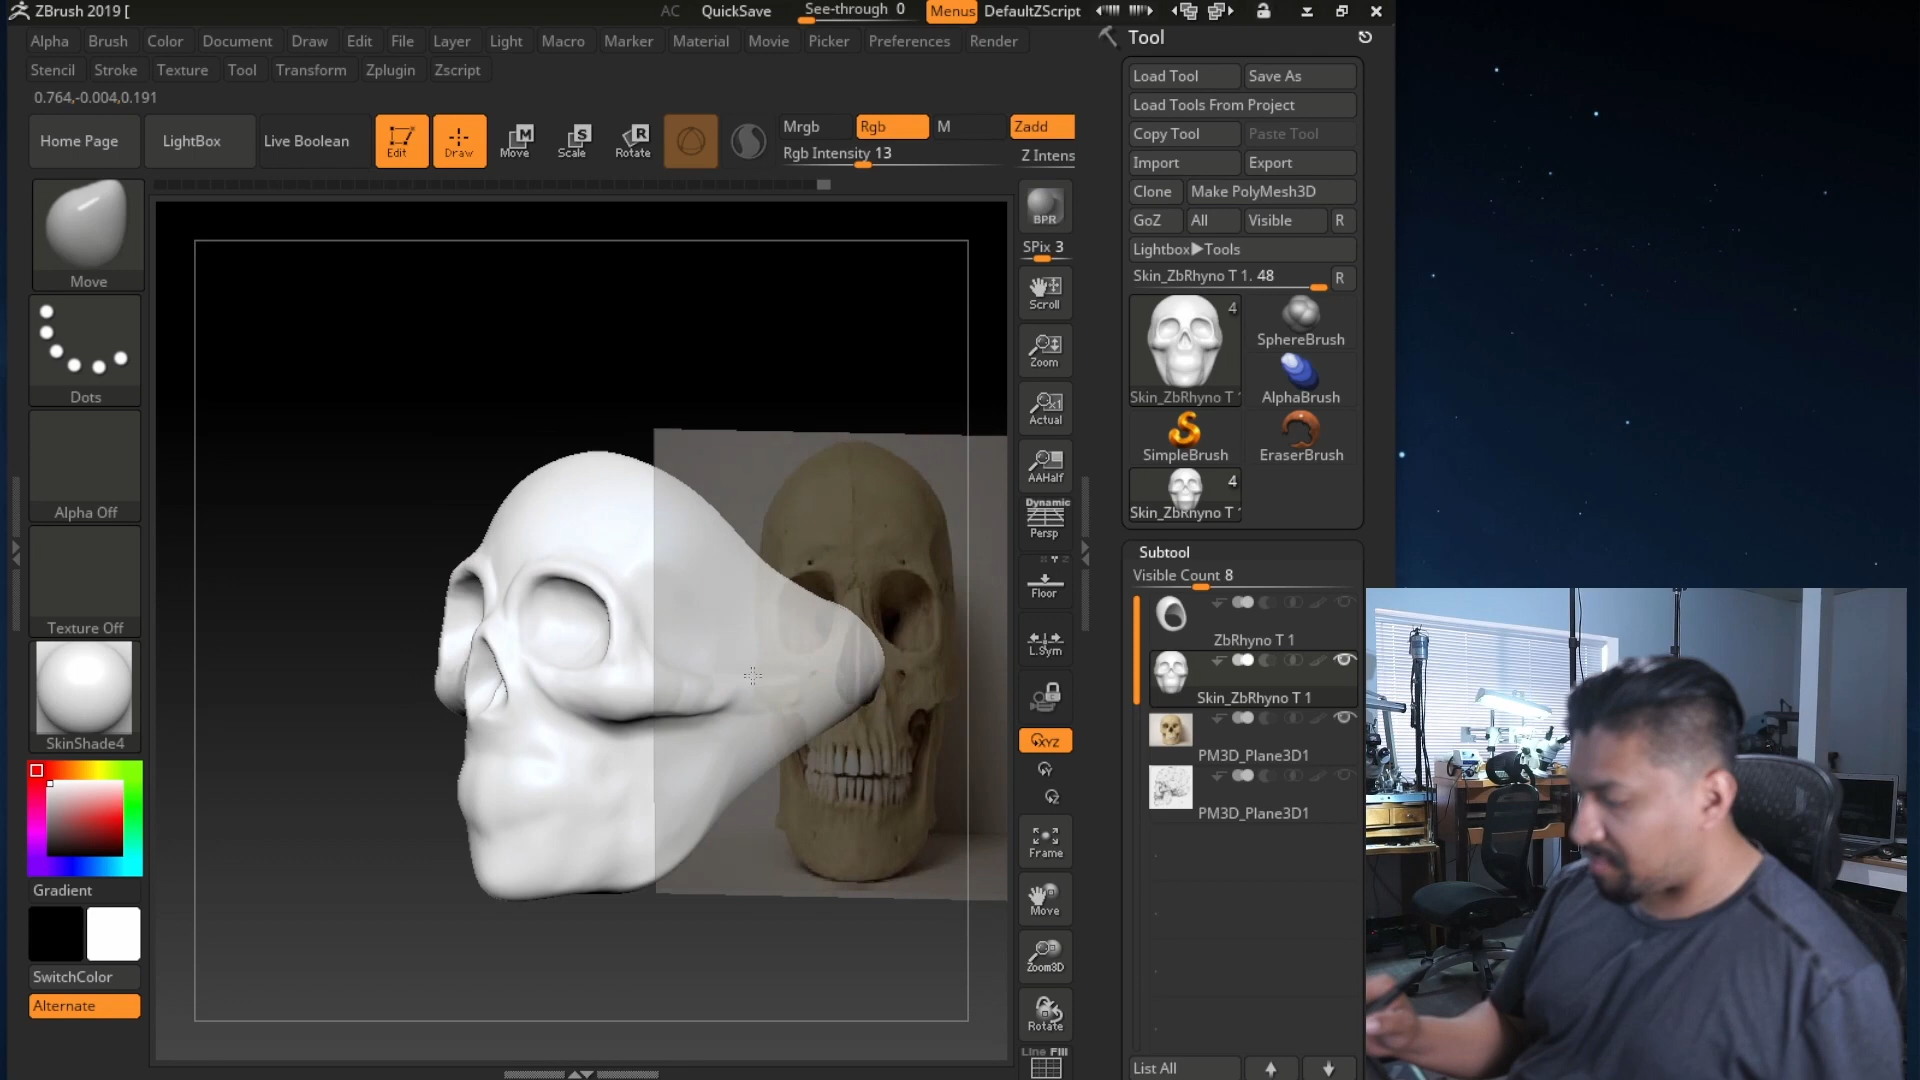 ZBrush 2019 [
AC QuickSave See-through 0 Menus DefaultZScript
Alpha Brush Color Document Draw Edit File Layer Light Macro Marker Material Movie Picker Preferences Render
Stencil Stroke Texture Tool Transform Zplugin Zscript
0.764,-0.004,0.191
Home Page LightBox Live Boolean Edit Draw Move Scale Rotate
M S R
Mrgb Rgb M Zadd
Rgb Intensity 13 Z Intens
Move
Dots
Alpha Off
Texture Off
SkinShade4
Gradient
SwitchColor
Alternate
BPR
SPix 3
Scroll
Zoom
Actual
AAHalf
Dynamic
Persp
Floor
L.Sym
XYZ
Frame
Move
Zoom3D
Rotate
Line Fill
Tool
Load Tool Save As
Load Tools From Project
Copy Tool Paste Tool
Import Export
Clone Make PolyMesh3D
GoZ All Visible R
Lightbox▶Tools
Skin_ZbRhyno T 1. 48 R
4
Skin_ZbRhyno T
SphereBrush
AlphaBrush
SimpleBrush EraserBrush
4
Skin_ZbRhyno T
Subtool
Visible Count 8
ZbRhyno T 1
Skin_ZbRhyno T 1
PM3D_Plane3D1
PM3D_Plane3D1
List All